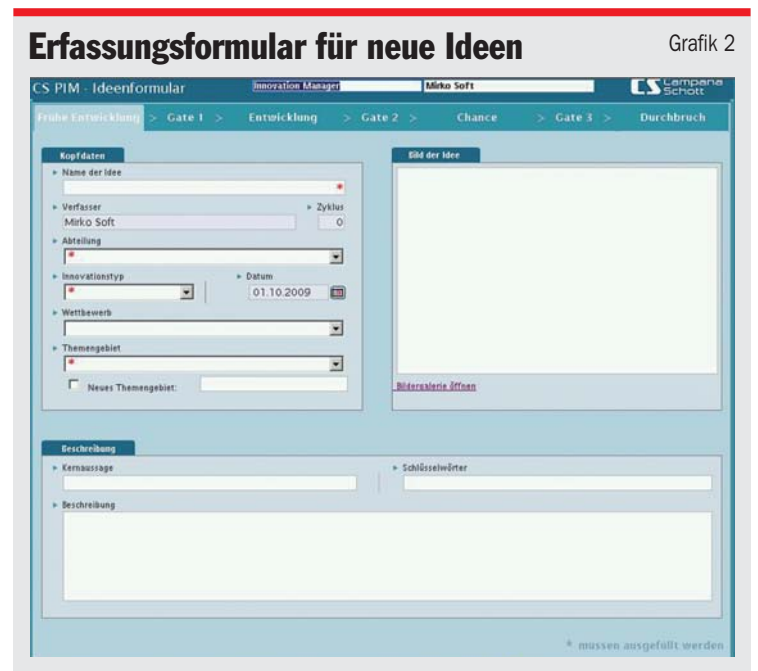 Erfassungsformular für neue Ideen
Grafik 2
CS PIM - Ideenformular
Innovation Manager
Mirko Soft
CS Campana Schott
Frühe Entwicklung > Gate 1 > Entwicklung > Gate 2 > Chance > Gate 3 > Durchbruch
Kopfdaten
Name der Idee
*
Verfasser
Zyklus
Mirko Soft
0
Abteilung
*
Innovationstyp
Datum
*
01.10.2009
Wettbewerb
Themengebiet
*
Neues Themengebiet:
Bild der Idee
Bildergalerie öffnen
Beschreibung
Kernaussage
Schlüsselwörter
Beschreibung
* müssen ausgefüllt werden